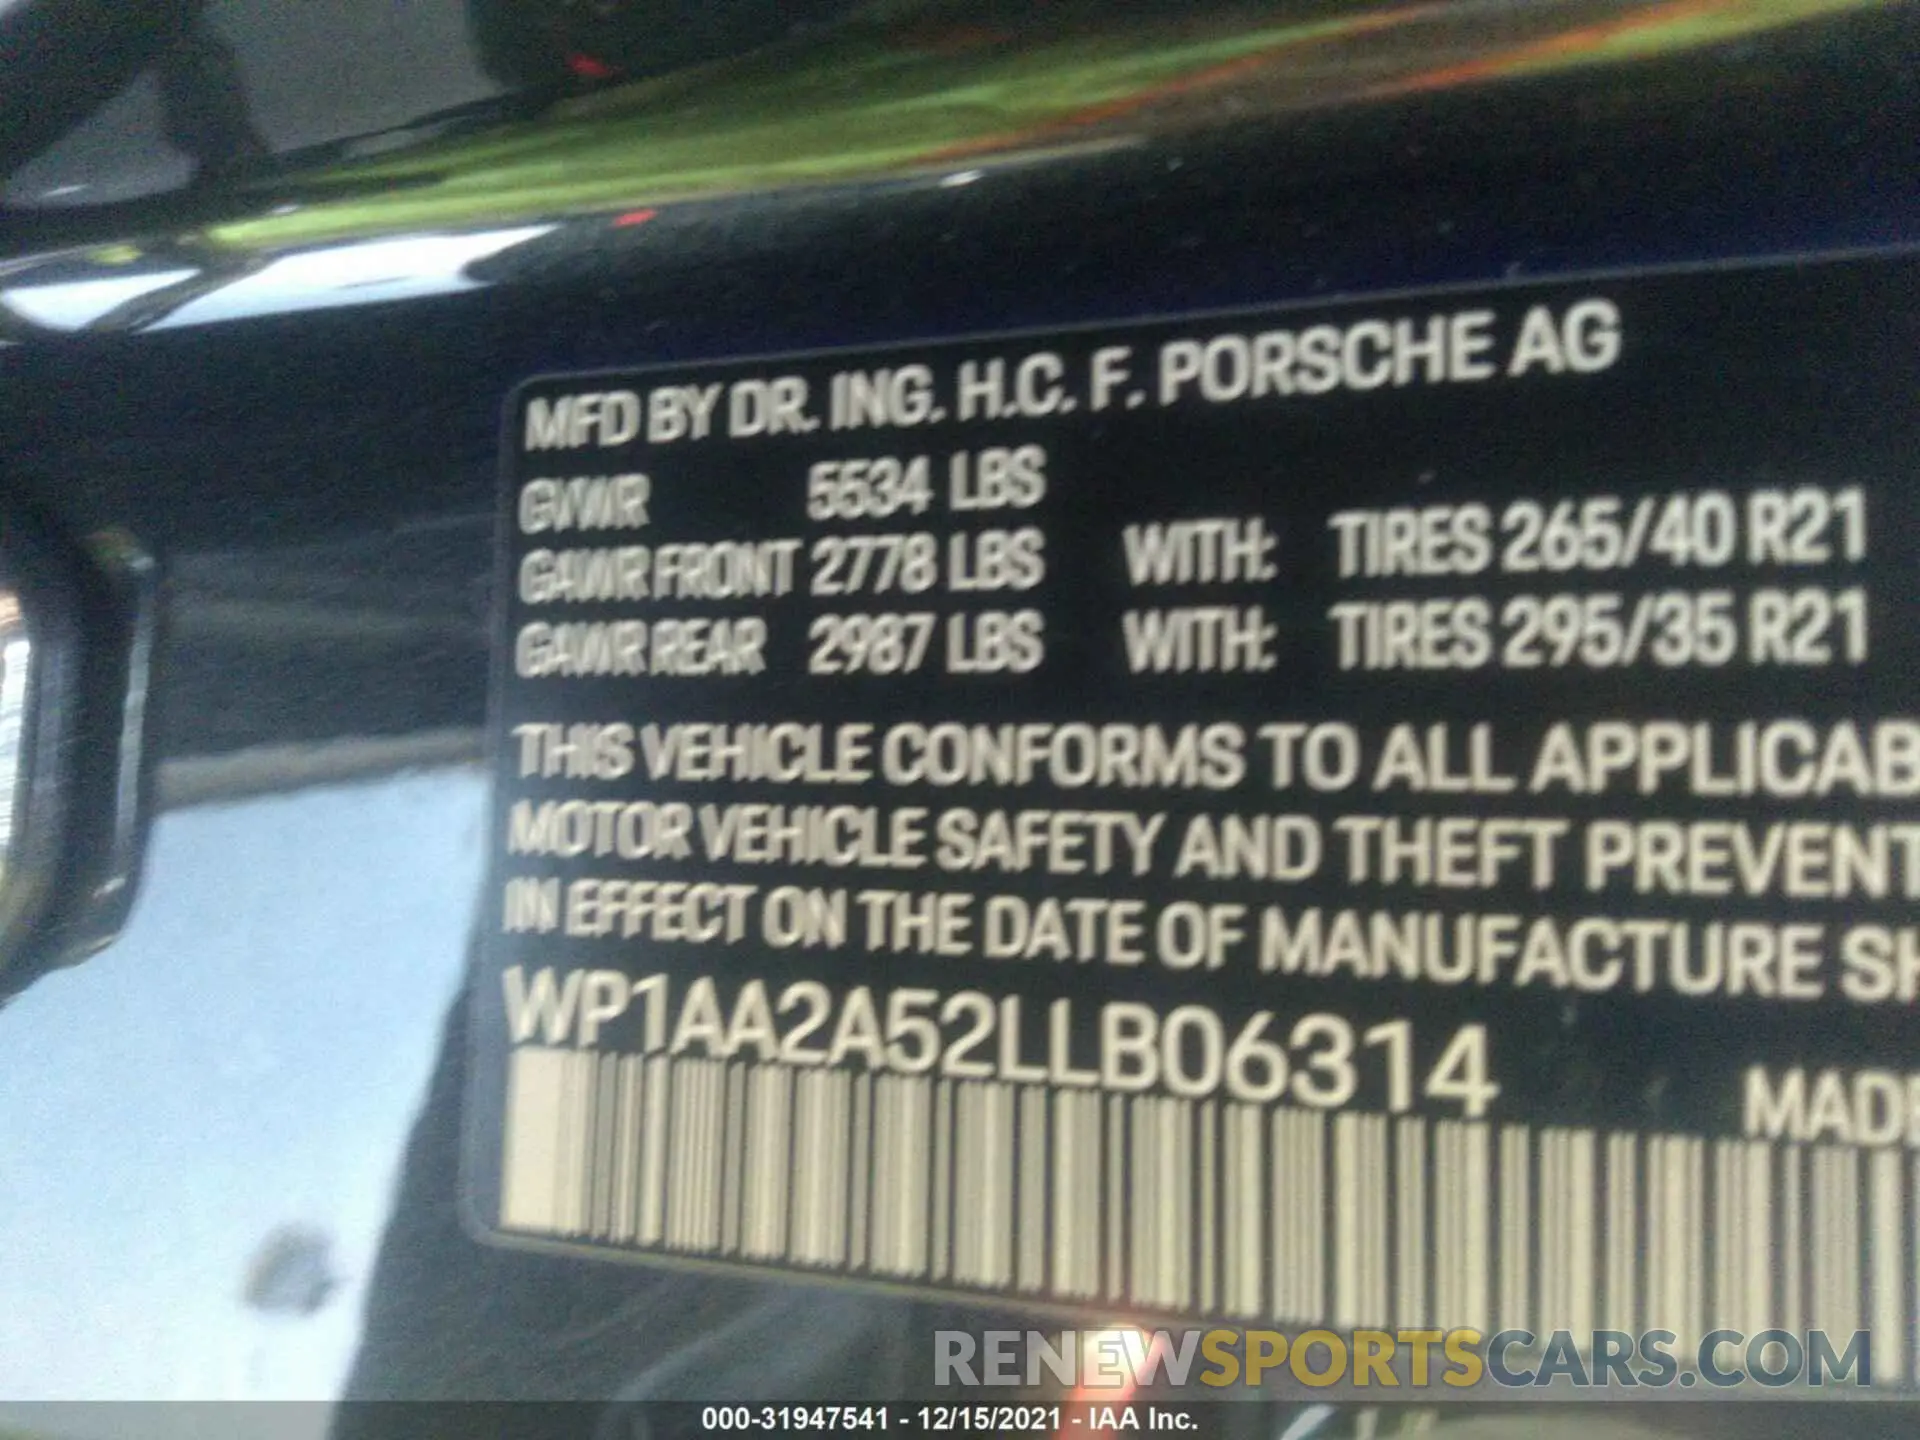 MFD BY DR. ING. H.C. F. PORSCHE AG
GVWR 5534 LBS
GAWR FRONT 2778 LBS WITH: TIRES 265/40 R21
GAWR REAR 2987 LBS WITH: TIRES 295/35 R21
THIS VEHICLE CONFORMS TO ALL APPLICAB
MOTOR VEHICLE SAFETY AND THEFT PREVENT
IN EFFECT ON THE DATE OF MANUFACTURE SH
WP1AA2A52LLB06314
MADE
RENEWSPORTSCARS.COM
000-31947541 - 12/15/2021 - IAA Inc.